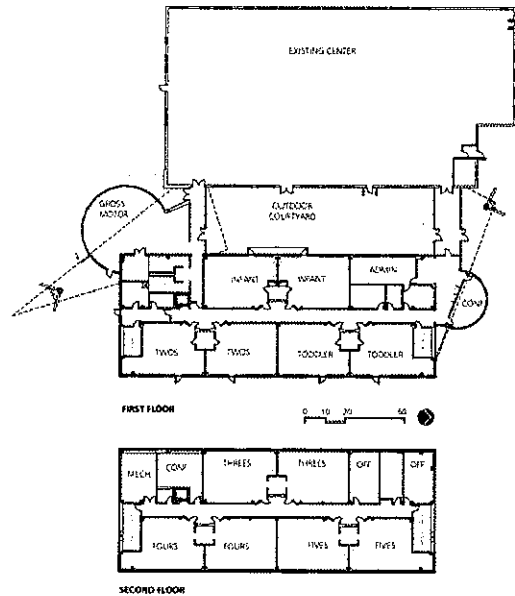 EXISTING CENTER
GROSS
MOTOR
OUTDOOR
COURTYARD
INFANT
INFANT
ADMIN
CONF
TWOS
TWOS
TODDLER
TODDLER
FIRST FLOOR
0 10 20 60
MECH
CONF
THREES
THREES
OFF
OFF
FOURS
FOURS
FIVES
FIVES
SECOND FLOOR